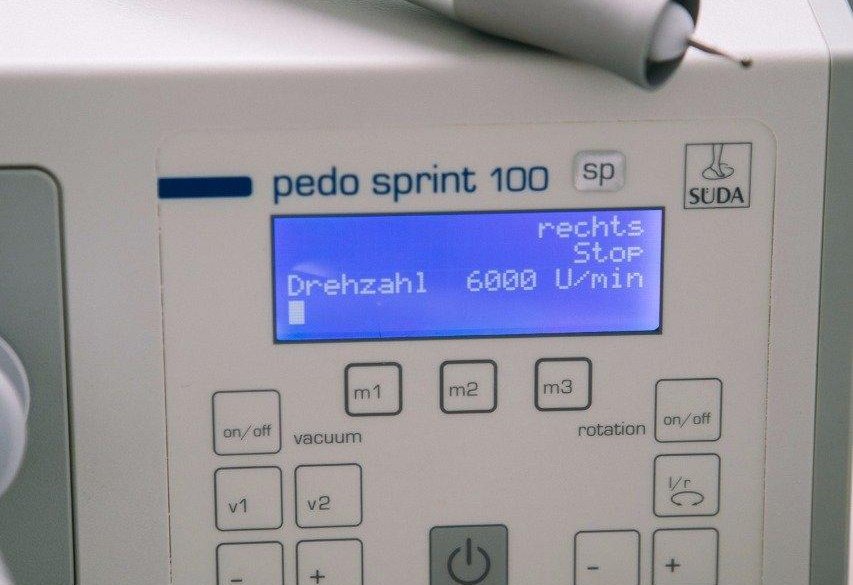 pedo sprint 100 sp
SÜDA
rechts
Stop
Drehzahl 6000 U/min
m1 m2 m3
on/off vacuum rotation on/off
v1 v2 l/r
- + - +